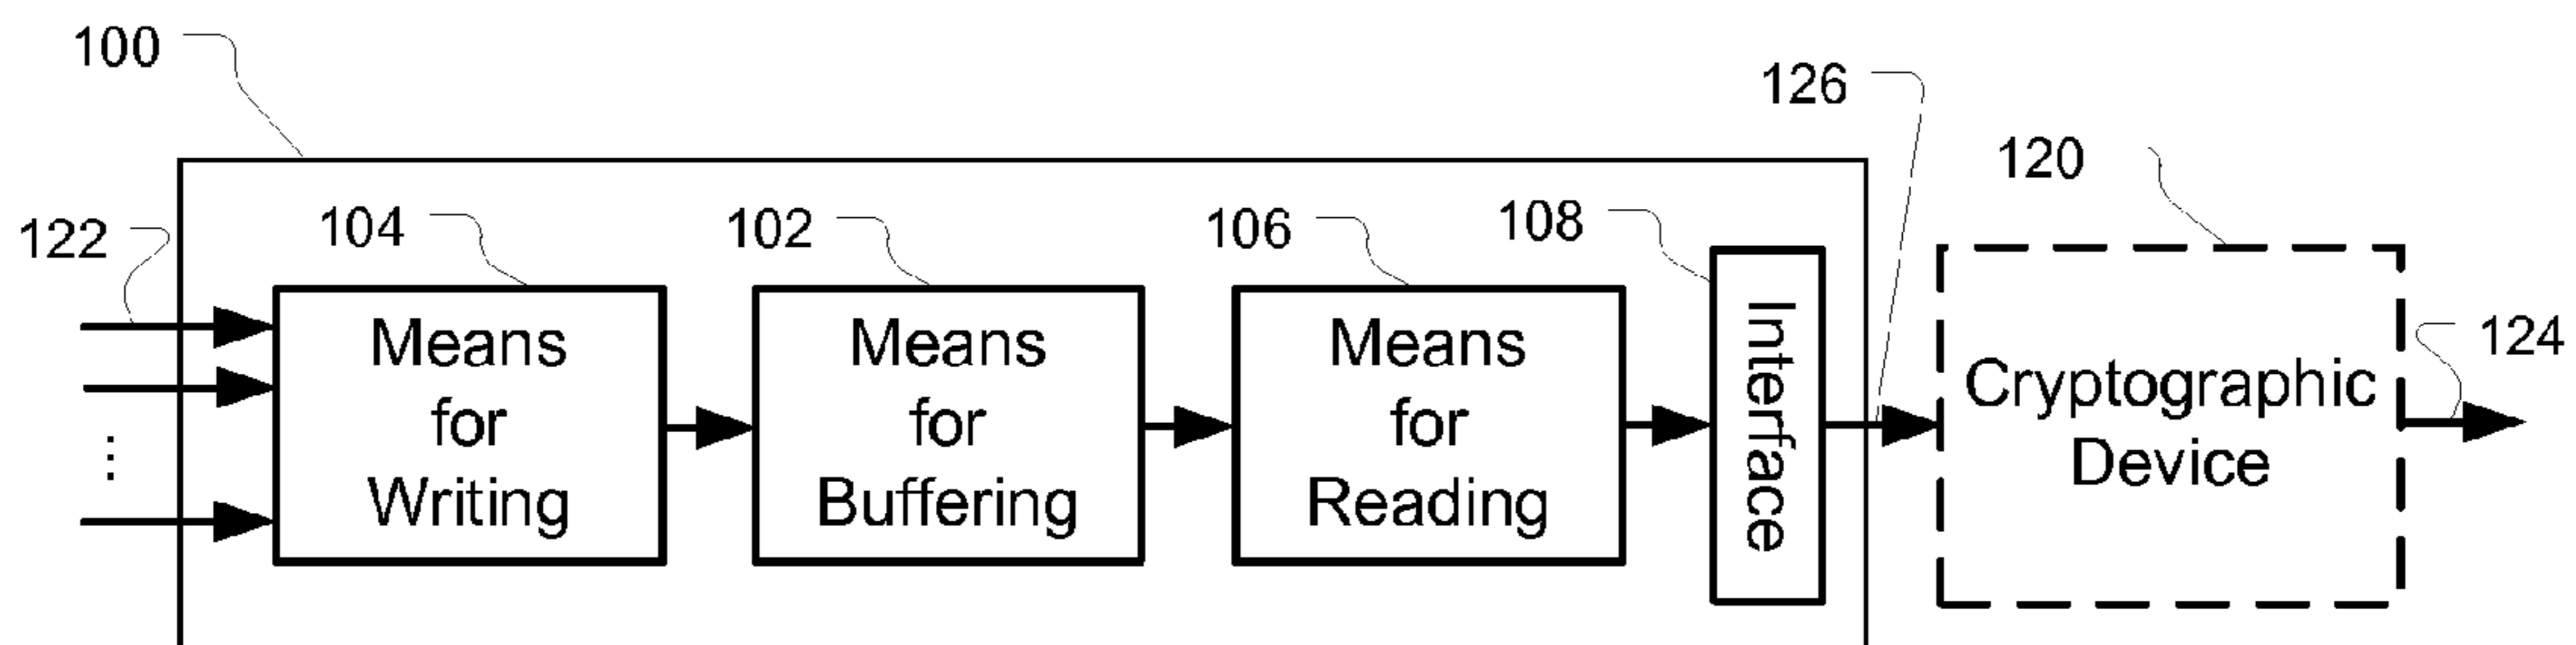 100
126
120
122
104
102
106
108
124
Means
for
Writing
Means
for
Buffering
Means
for
Reading
Interface
Cryptographic
Device